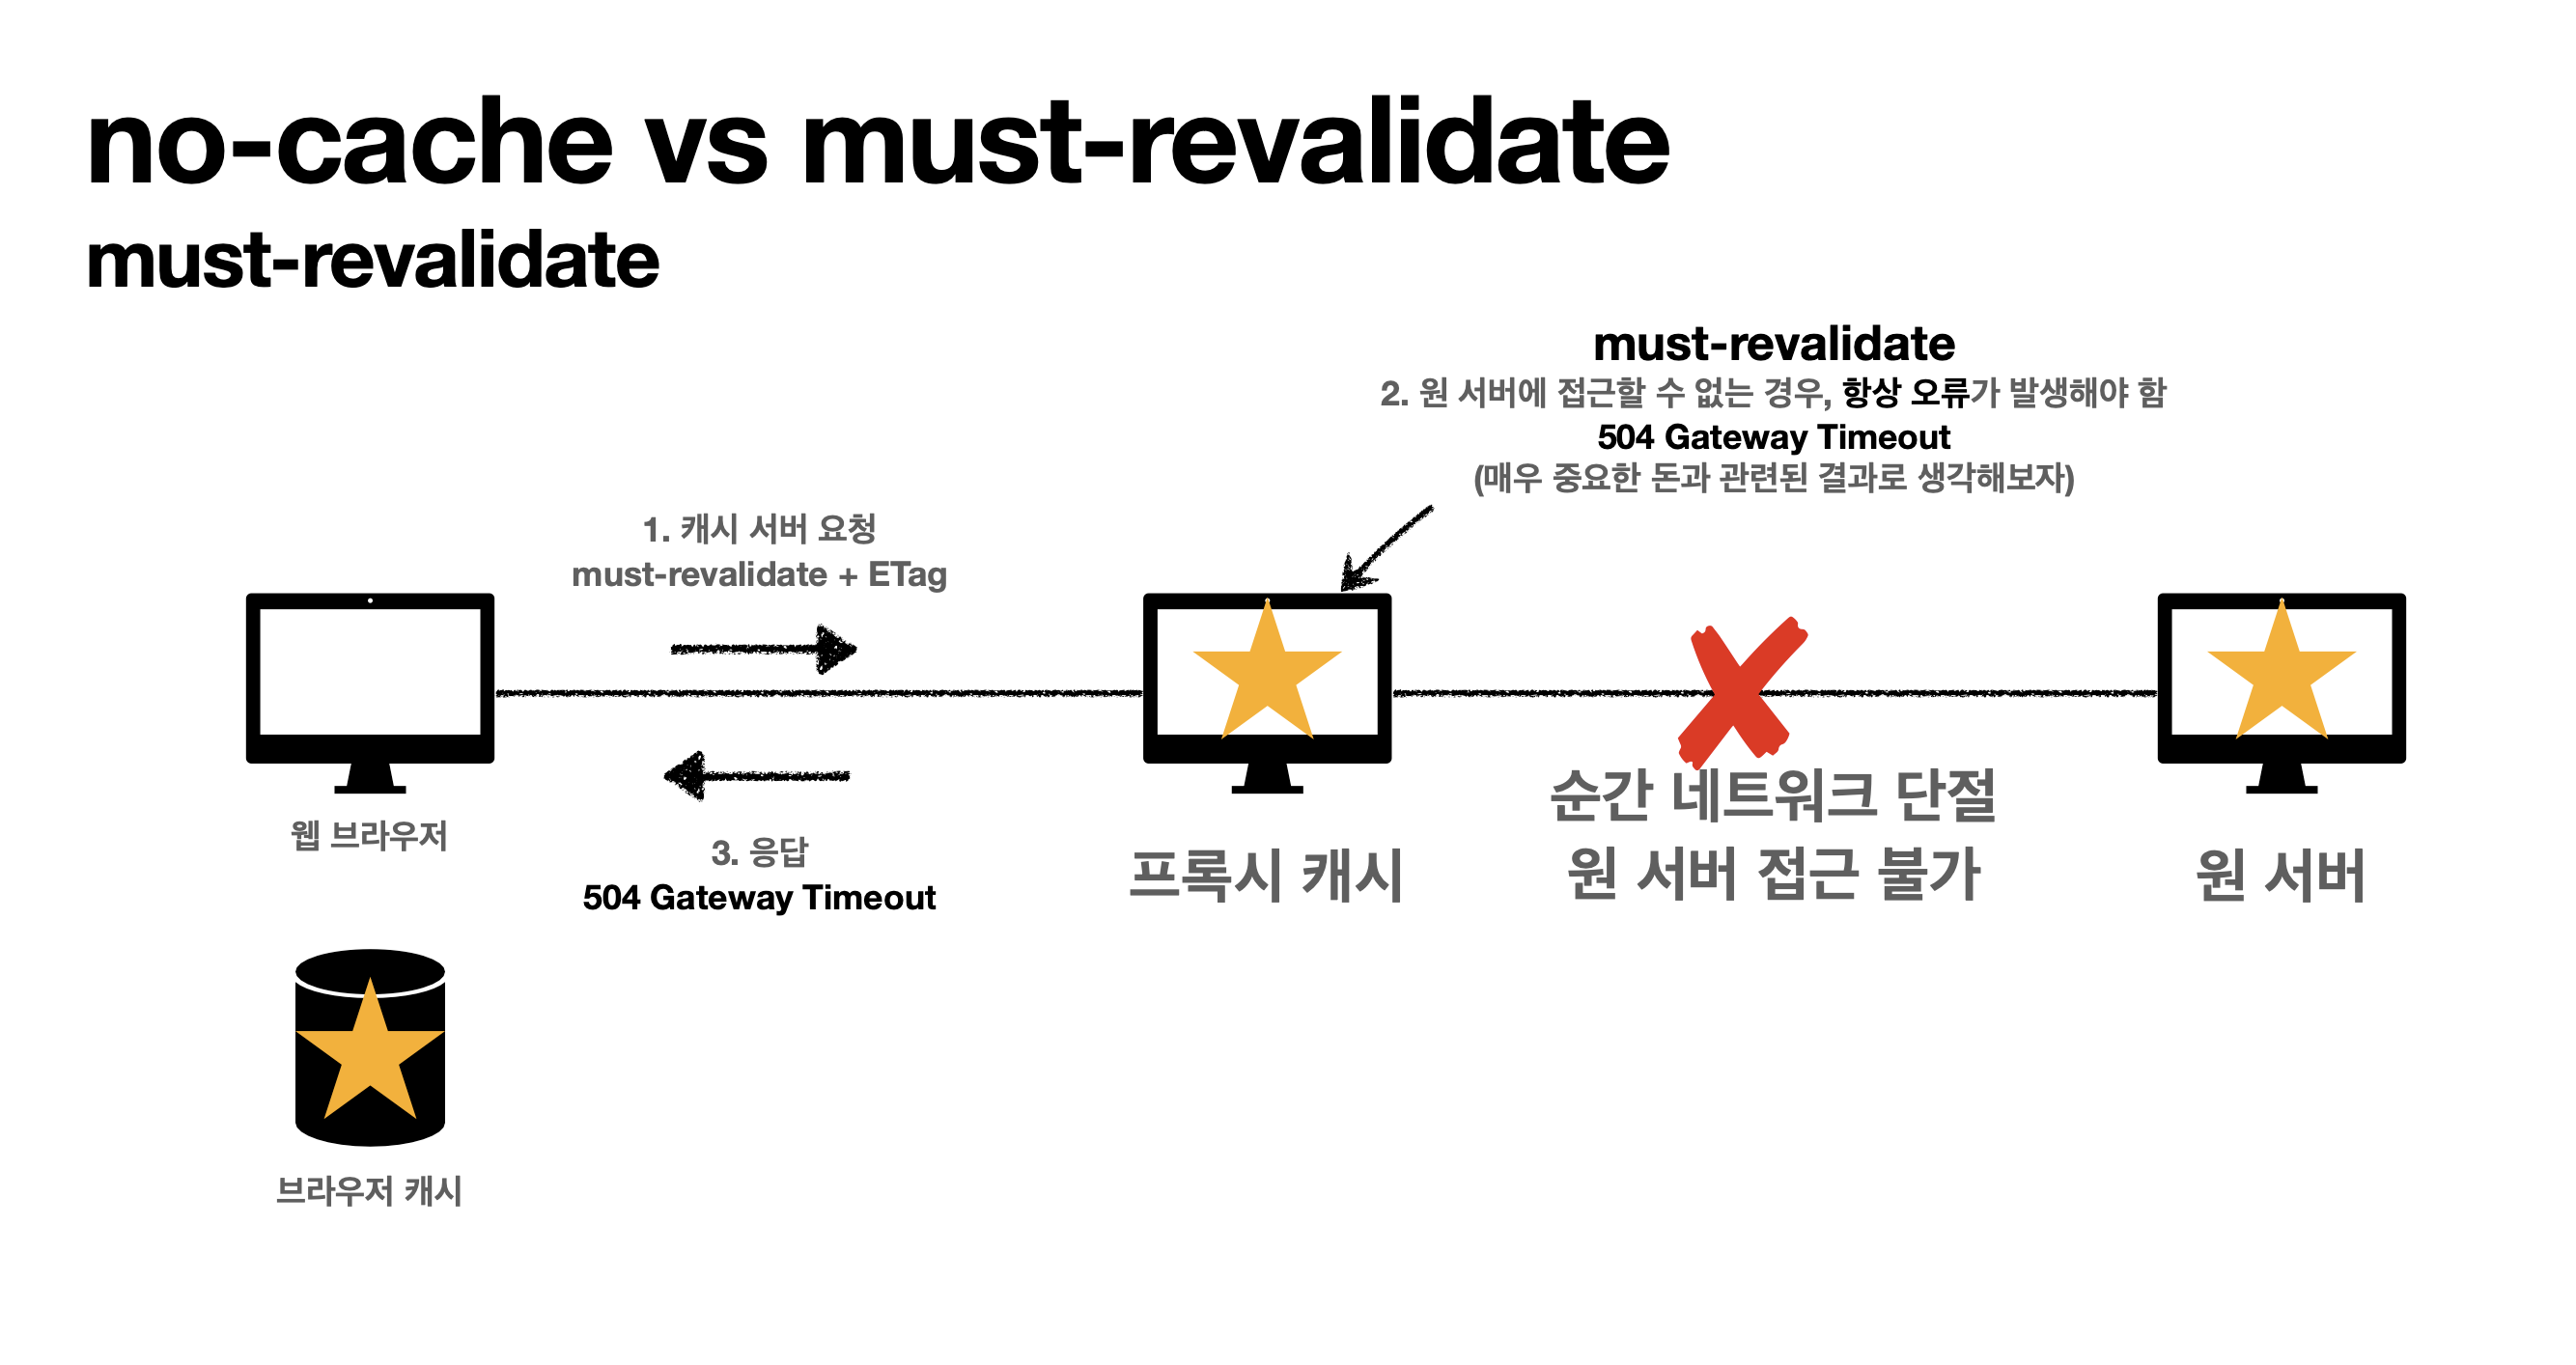 no-cache vs must-revalidate
must-revalidate
must-revalidate
2. 원 서버에 접근할 수 없는 경우, 항상 오류가 발생해야 함
504 Gateway Timeout
(매우 중요한 돈과 관련된 결과로 생각해보자)
1. 캐시 서버 요청
must-revalidate + ETag
웹 브라우저
3. 응답
504 Gateway Timeout
프록시 캐시
순간 네트워크 단절
원 서버 접근 불가
원 서버
브라우저 캐시